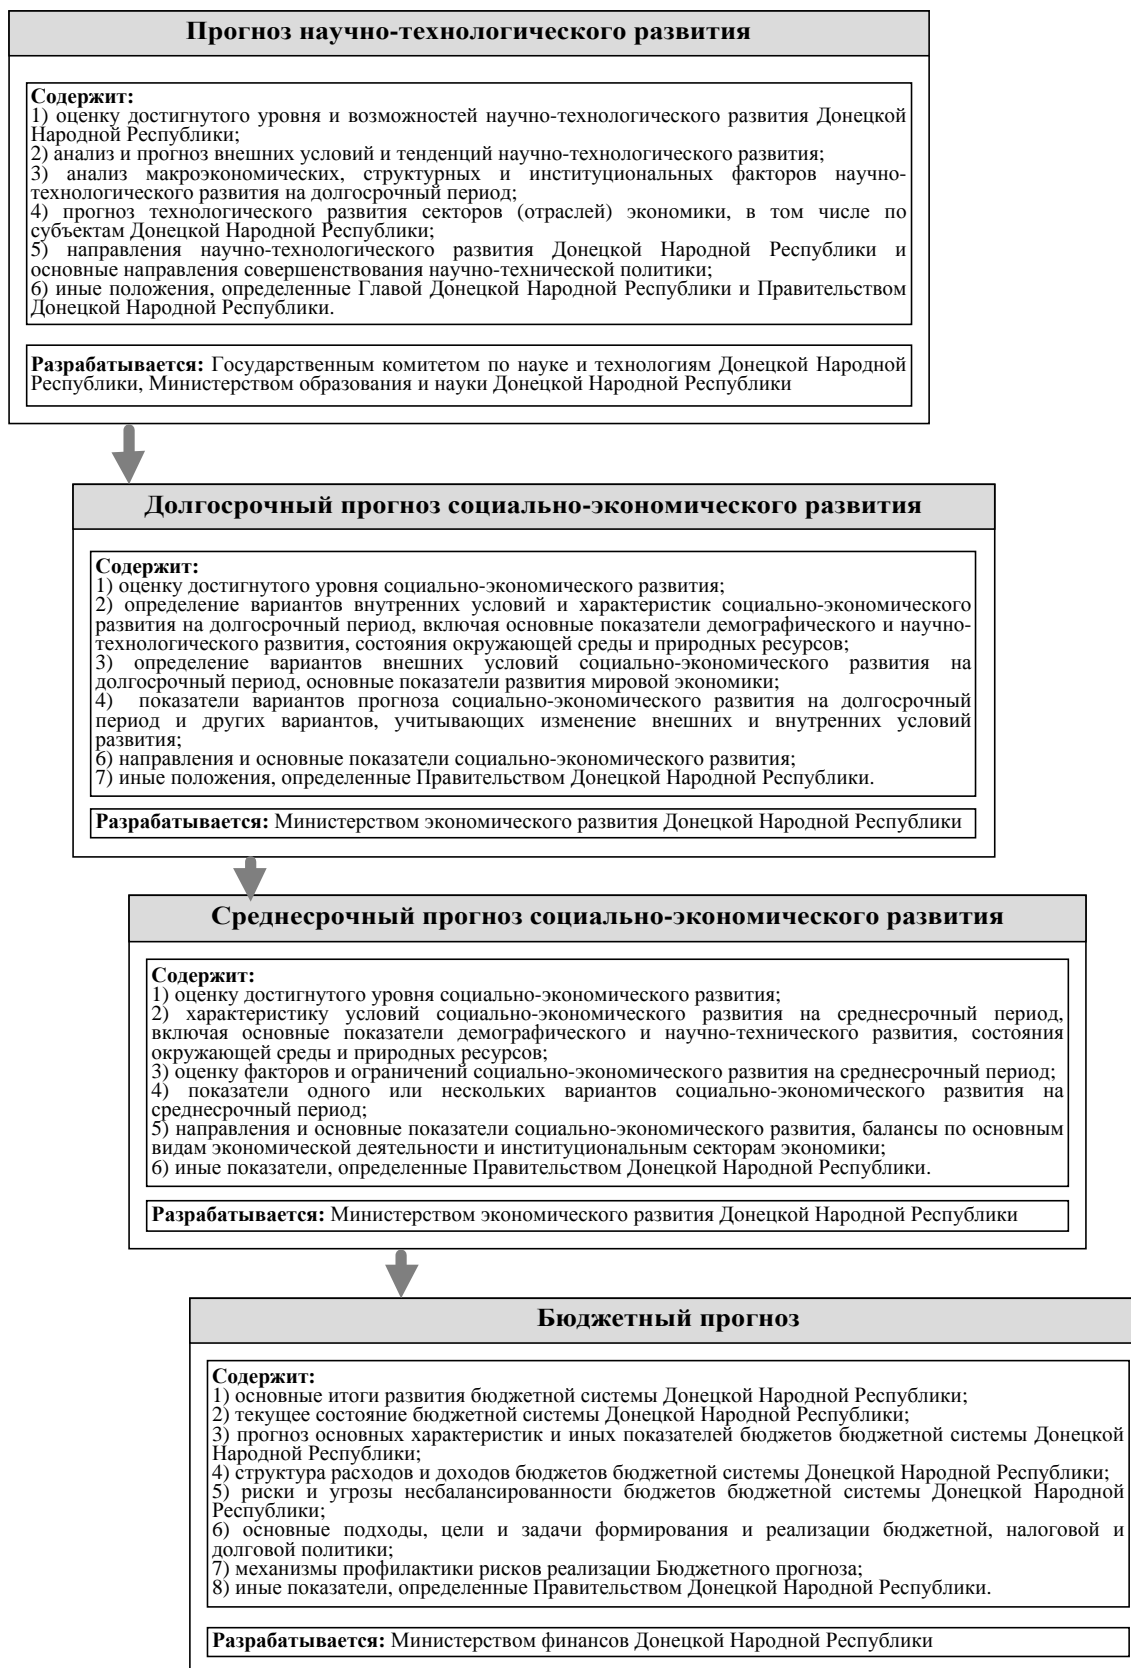 Прогноз научно-технологического развития
Содержит:
1) оценку достигнутого уровня и возможностей научно-технологического развития Донецкой
Народной Республики;
2) анализ и прогноз внешних условий и тенденций научно-технологического развития;
3) анализ макроэкономических, структурных и институциональных факторов научно-
технологического развития на долгосрочный период;
4) прогноз технологического развития секторов (отраслей) экономики, в том числе по
субъектам Донецкой Народной Республики;
5) направления научно-технологического развития Донецкой Народной Республики и
основные направления совершенствования научно-технической политики;
6) иные положения, определенные Главой Донецкой Народной Республики и Правительством
Донецкой Народной Республики.
Разрабатывается: Государственным комитетом по науке и технологиям Донецкой Народной
Республики, Министерством образования и науки Донецкой Народной Республики
Долгосрочный прогноз социально-экономического развития
Содержит:
1) оценку достигнутого уровня социально-экономического развития;
2) определение вариантов внутренних условий и характеристик социально-экономического
развития на долгосрочный период, включая основные показатели демографического и научно-
технологического развития, состояния окружающей среды и природных ресурсов;
3) определение вариантов внешних условий социально-экономического развития на
долгосрочный период, основные показатели развития мировой экономики;
4) показатели вариантов прогноза социально-экономического развития на долгосрочный
период и других вариантов, учитывающих изменение внешних и внутренних условий
развития;
6) направления и основные показатели социально-экономического развития;
7) иные положения, определенные Правительством Донецкой Народной Республики.
Разрабатывается: Министерством экономического развития Донецкой Народной Республики
Среднесрочный прогноз социально-экономического развития
Содержит:
1) оценку достигнутого уровня социально-экономического развития;
2) характеристику условий социально-экономического развития на среднесрочный период,
включая основные показатели демографического и научно-технического развития, состояния
окружающей среды и природных ресурсов;
3) оценку факторов и ограничений социально-экономического развития на среднесрочный период;
4) показатели одного или нескольких вариантов социально-экономического развития на
среднесрочный период;
5) направления и основные показатели социально-экономического развития, балансы по основным
видам экономической деятельности и институциональным секторам экономики;
6) иные показатели, определенные Правительством Донецкой Народной Республики.
Разрабатывается: Министерством экономического развития Донецкой Народной Республики
Бюджетный прогноз
Содержит:
1) основные итоги развития бюджетной системы Донецкой Народной Республики;
2) текущее состояние бюджетной системы Донецкой Народной Республики;
3) прогноз основных характеристик и иных показателей бюджетов бюджетной системы Донецкой
Народной Республики;
4) структура расходов и доходов бюджетов бюджетной системы Донецкой Народной Республики;
5) риски и угрозы несбалансированности бюджетов бюджетной системы Донецкой Народной
Республики;
6) основные подходы, цели и задачи формирования и реализации бюджетной, налоговой и
долговой политики;
7) механизмы профилактики рисков реализации Бюджетного прогноза;
8) иные показатели, определенные Правительством Донецкой Народной Республики.
Разрабатывается: Министерством финансов Донецкой Народной Республики